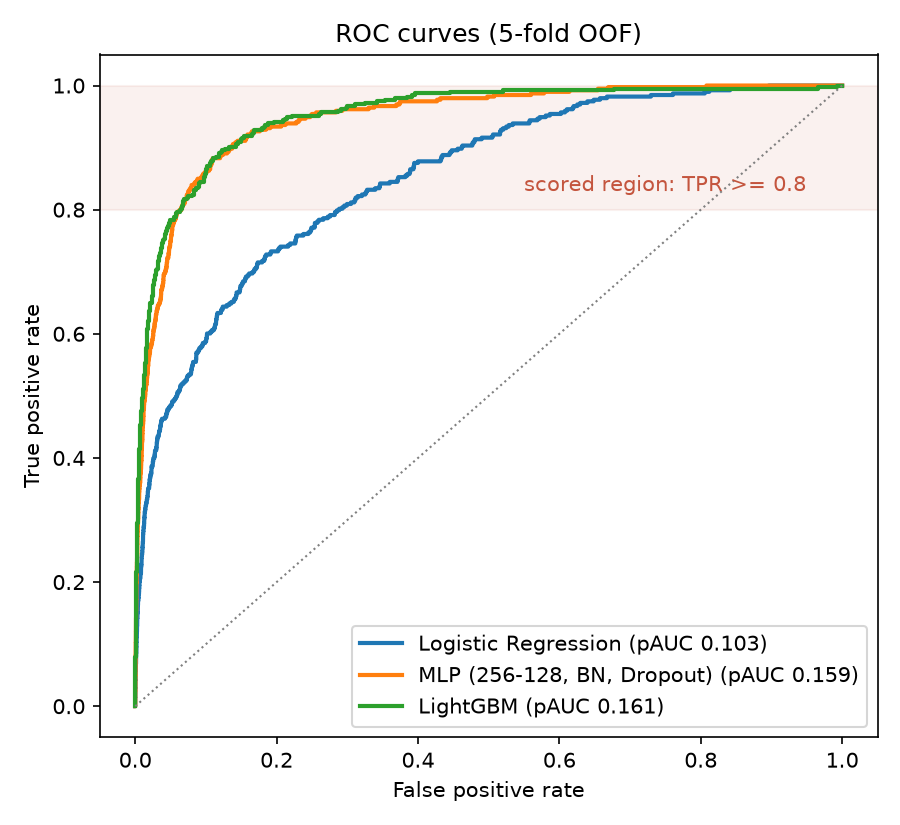 ROC curves (5-fold OOF)
True positive rate
1.0
0.8
0.6
0.4
0.2
0.0
scored region: TPR >= 0.8
Logistic Regression (pAUC 0.103)
MLP (256-128, BN, Dropout) (pAUC 0.159)
LightGBM (pAUC 0.161)
0.0 0.2 0.4 0.6 0.8 1.0
False positive rate